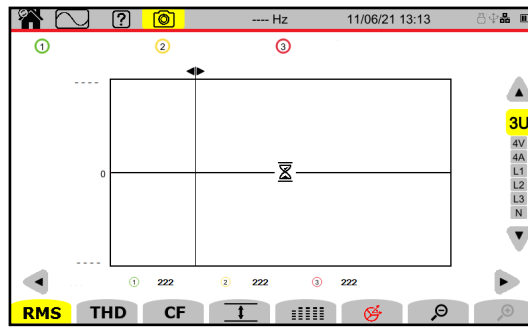 ? ---- Hz 11/06/21 13:13
1 2 3
----
3U
4V
4A
L1
L2
L3
N
0
----
1 222 2 222 3 222
RMS THD CF